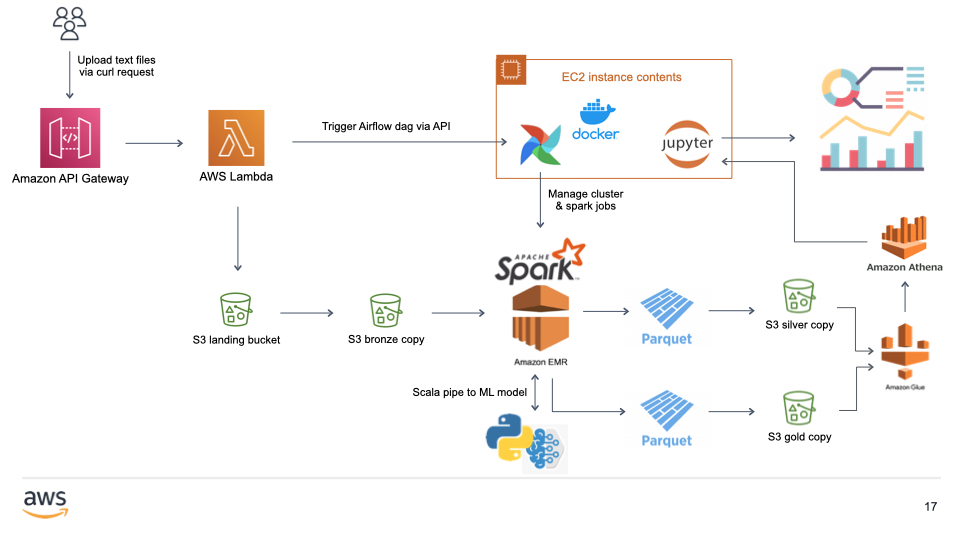 Upload text files
via curl request
Amazon API Gateway
AWS Lambda
Trigger Airflow dag via API
EC2 instance contents
docker
jupyter
Manage cluster
& spark jobs
APACHE
Spark™
Amazon EMR
Amazon Athena
S3 landing bucket
S3 bronze copy
Parquet
S3 silver copy
Amazon Glue
Scala pipe to ML model
Parquet
S3 gold copy
aws
17